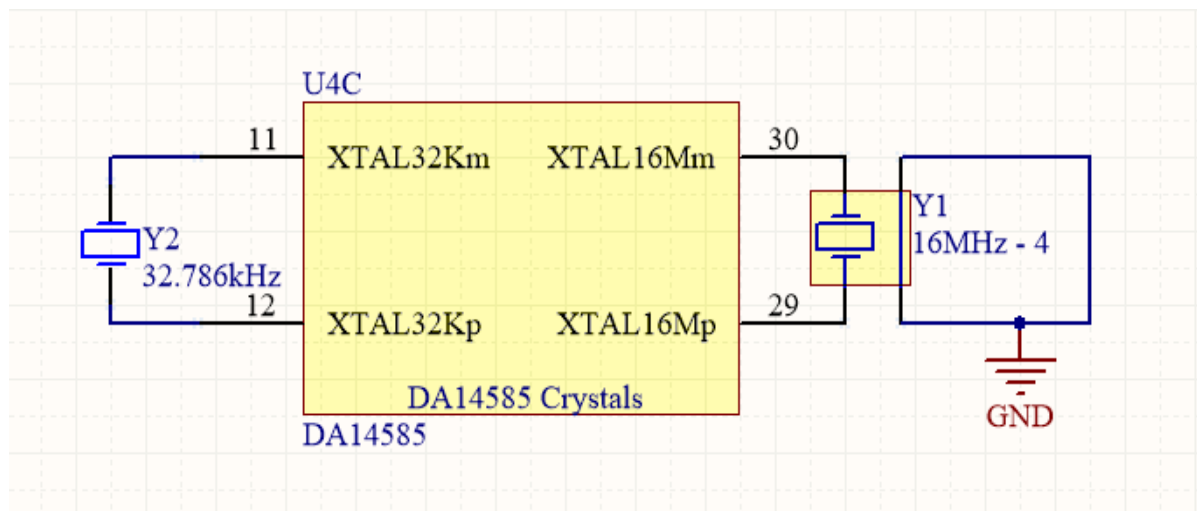 U4C
11
XTAL32Km
XTAL16Mm
30
Y2
32.786kHz
Y1
16MHz - 4
12
XTAL32Kp
XTAL16Mp
29
DA14585 Crystals
DA14585
GND